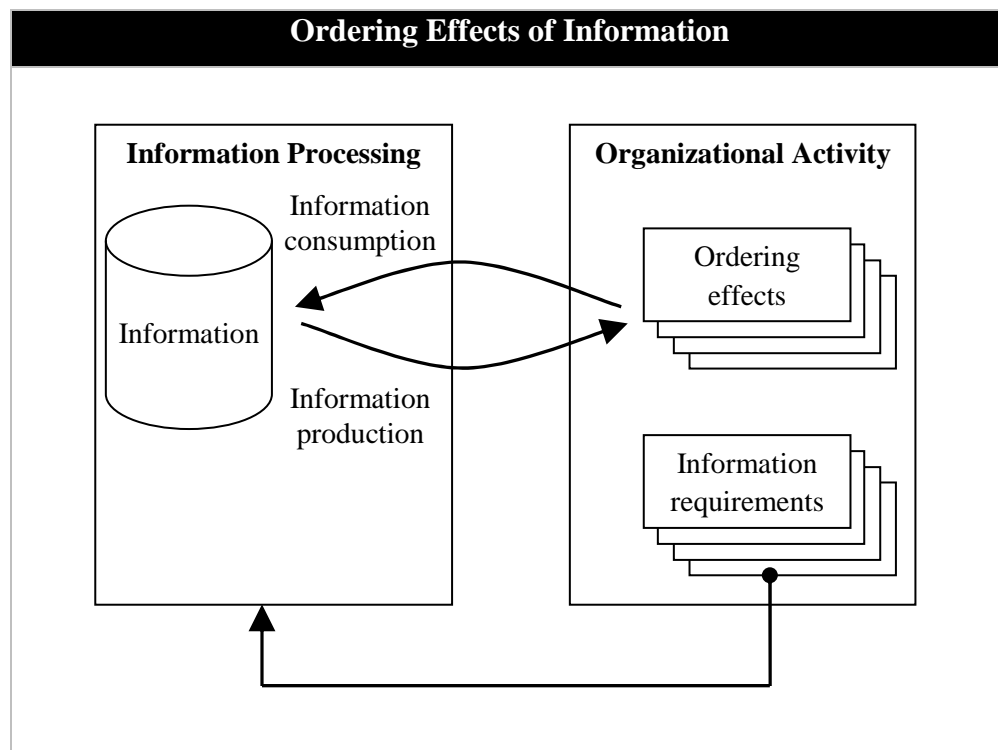 Ordering Effects of Information
Information Processing
Information
consumption
Information
Information
production
Organizational Activity
Ordering
effects
Information
requirements